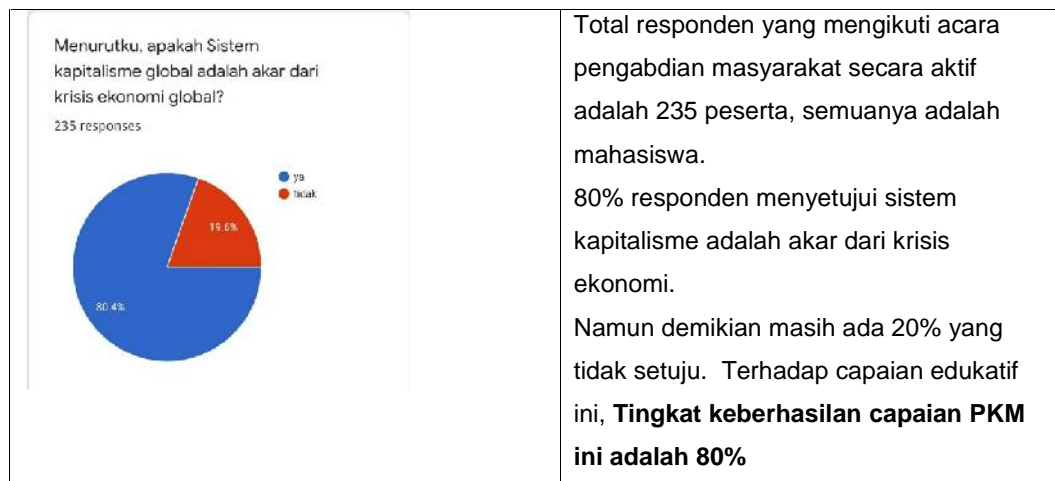 Menurutku, apakah Sistem
kapitalisme global adalah akar dari
krisis ekonomi global?
235 responses
ya
tidak
19.6%
80.4%
Total responden yang mengikuti acara
pengabdian masyarakat secara aktif
adalah 235 peserta, semuanya adalah
mahasiswa.
80% responden menyetujui sistem
kapitalisme adalah akar dari krisis
ekonomi.
Namun demikian masih ada 20% yang
tidak setuju.  Terhadap capaian edukatif
ini, Tingkat keberhasilan capaian PKM
ini adalah 80%